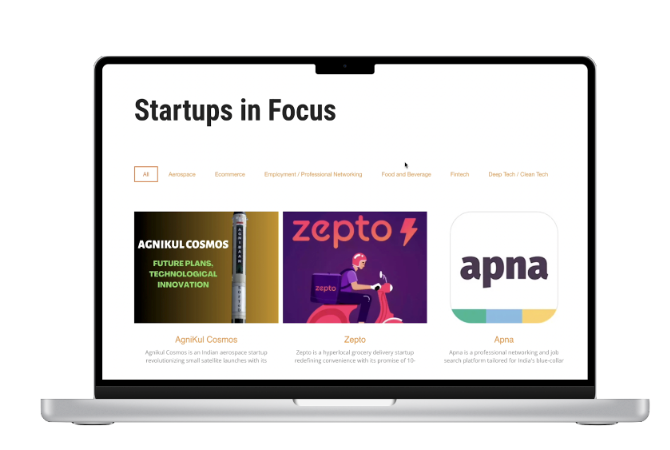 Startups in Focus
All Aerospace Ecommerce Employment / Professional Networking Food and Beverage Fintech Deep Tech / Clean Tech
AGNIKUL COSMOS
FUTURE PLANS,
TECHNOLOGICAL
INNOVATION
AGNIKUL COSMOS
zepto
zepto
apna
AgniKul Cosmos
Agnikul Cosmos is an Indian aerospace startup
revolutionizing small satellite launches with its
Zepto
Zepto is a hyperlocal grocery delivery startup
redefining convenience with its promise of 10-
Apna
Apna is a professional networking and job
search platform tailored for India's blue-collar